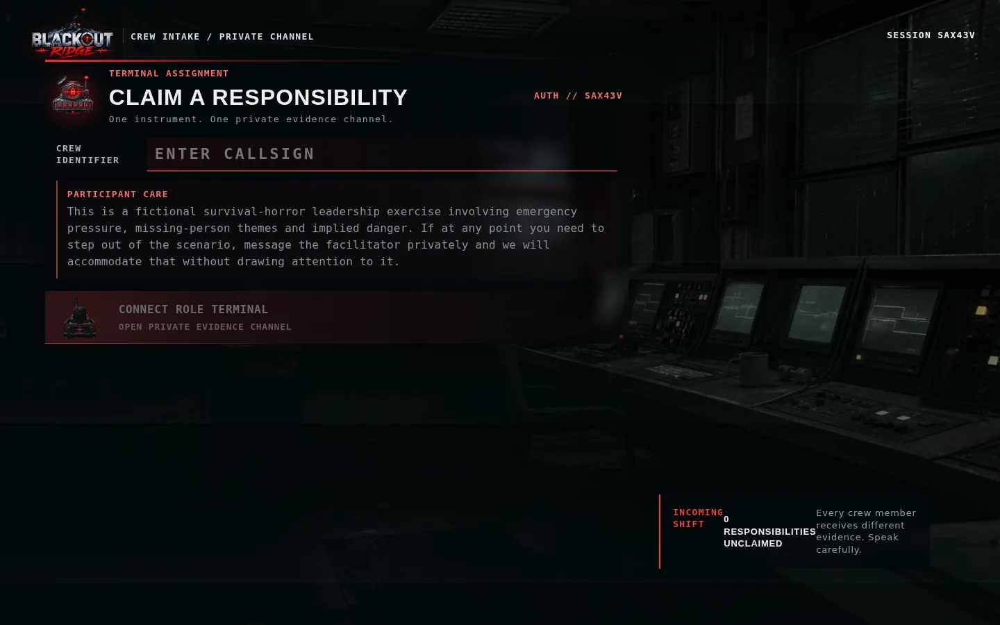 BLACKOUT
RIDGE
CREW INTAKE / PRIVATE CHANNEL
SESSION SAX43V
TERMINAL ASSIGNMENT
CLAIM A RESPONSIBILITY
AUTH // SAX43V
One instrument. One private evidence channel.
CREW
IDENTIFIER
ENTER CALLSIGN
PARTICIPANT CARE
This is a fictional survival-horror leadership exercise involving emergency
pressure, missing-person themes and implied danger. If at any point you need to
step out of the scenario, message the facilitator privately and we will
accommodate that without drawing attention to it.
CONNECT ROLE TERMINAL
OPEN PRIVATE EVIDENCE CHANNEL
INCOMING
SHIFT
0
RESPONSIBILITIES
UNCLAIMED
Every crew member
receives different
evidence. Speak
carefully.